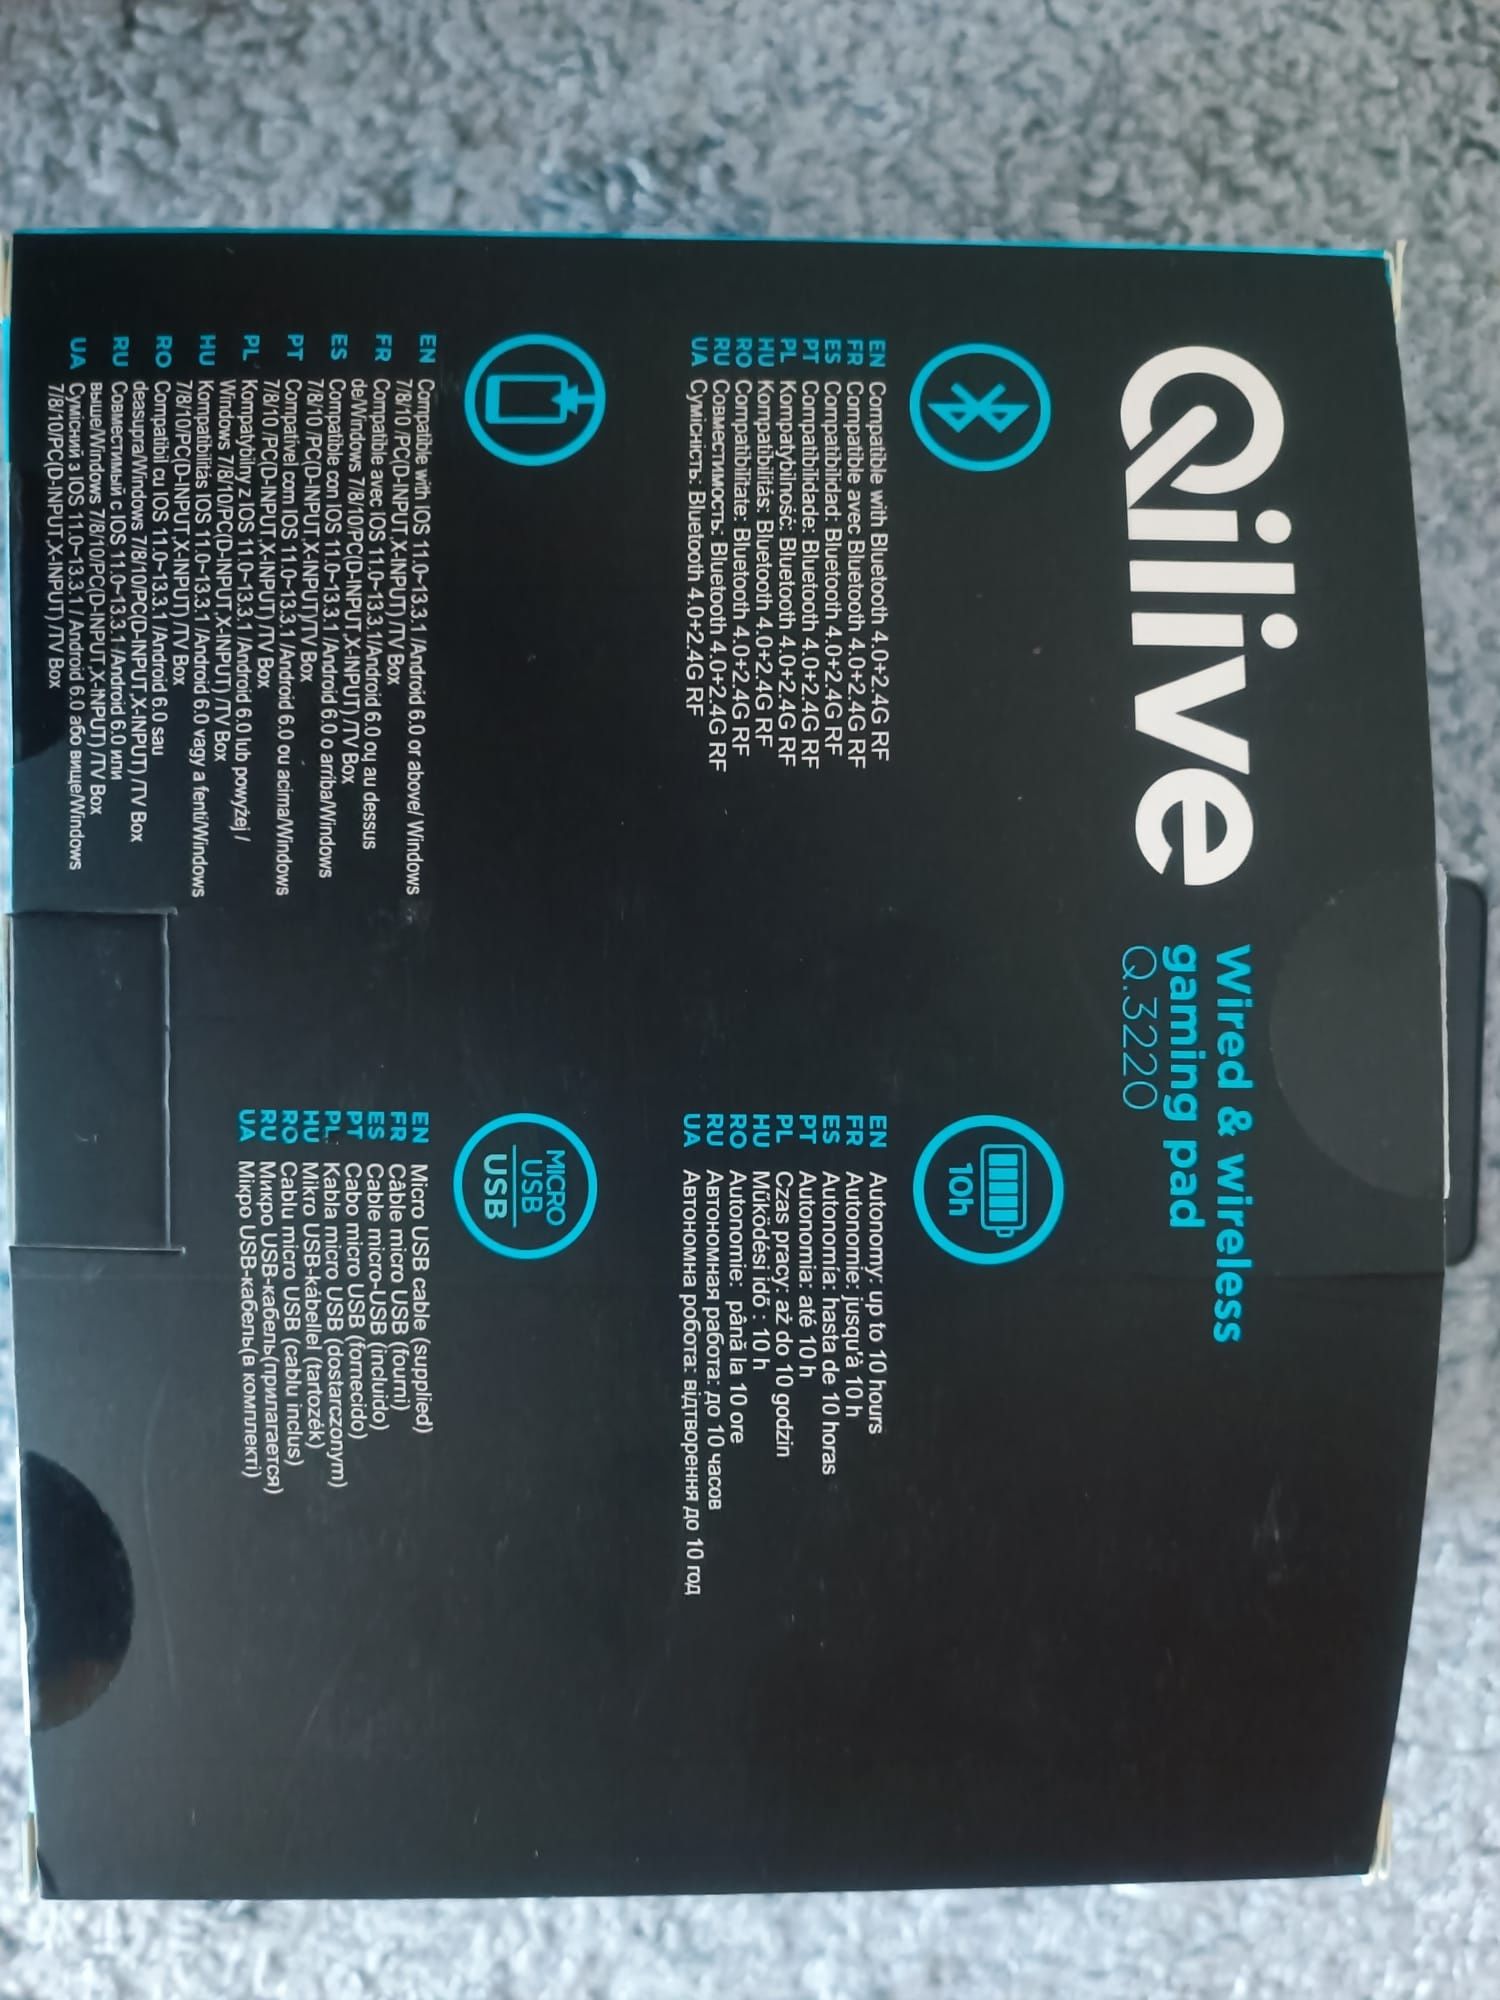 Qilive
Wired & wireless
gaming pad
Q.3220
EN Compatible with Bluetooth 4.0+2.4G RF
FR Compatible avec Bluetooth 4.0+2.4G RF
ES Compatiblidad: Bluetooth 4.0+2.4G RF
PT Compatiblidade: Bluetooth 4.0+2.4G RF
PL Kompatybilność: Bluetooth 4.0+2.4G RF
HU Kompatibilitás: Bluetooth 4.0+2.4G RF
RO Compatibilitate: Bluetooth 4.0+2.4G RF
RU Совместимость: Bluetooth 4.0+2.4G RF
UA Сумісність: Bluetooth 4.0+2.4G RF
10h
EN Autonomy: up to 10 hours
FR Autonomie: jusqu'à 10 h
ES Autonomía: hasta de 10 horas
PT Autonomia: até 10 h
PL Czas pracy: aż do 10 godzin
HU Működési idő : 10 h
RO Autonomie: până la 10 ore
RU Автономная работа: до 10 часов
UA Автономна робота: відтворення до 10 год
EN Compatible with IOS 11.0~13.3.1 /Android 6.0 or above/ Windows
7/8/10 /PC(D-INPUT,X-INPUT) /TV Box
FR Compatible avec IOS 11.0~13.3.1/Android 6.0 ou au dessus
de/Windows 7/8/10/PC(D-INPUT,X-INPUT) /TV Box
ES Compatible con IOS 11.0~13.3.1 /Android 6.0 o arriba/Windows
7/8/10 /PC(D-INPUT,X-INPUT)/TV Box
PT Compatível com IOS 11.0~13.3.1 /Android 6.0 ou acima/Windows
7/8/10 /PC(D-INPUT,X-INPUT) /TV Box
PL Kompatybilny z IOS 11.0~13.3.1 /Android 6.0 lub powyżej /
Windows 7/8/10/PC(D-INPUT,X-INPUT) /TV Box
HU Kompatibilitás IOS 11.0~13.3.1 /Android 6.0 vagy a fenti/Windows
7/8/10/PC(D-INPUT,X-INPUT) /TV Box
RO Compatibil cu IOS 11.0~13.3.1 /Android 6.0 sau
deasupra/Windows 7/8/10/PC(D-INPUT,X-INPUT) /TV Box
RU Совместимый с IOS 11.0~13.3.1 /Android 6.0 или
выше/Windows 7/8/10/PC(D-INPUT,X-INPUT) /TV Box
UA Сумісний з IOS 11.0~13.3.1 / Android 6.0 або вище/Windows
7/8/10/PC(D-INPUT,X-INPUT) /TV Box
MICRO
USB
USB
EN Micro USB cable (supplied)
FR Câble micro USB (fourni)
ES Cable micro-USB (incluido)
PT Cabo micro USB (fornecido)
PL Kabla micro USB (dostarczonym)
HU Mikro USB-kábellel (tartozék)
RO Cablu micro USB (cablu inclus)
RU Микро USB-кабель(прилагается)
UA Мікро USB-кабель(в комплекті)